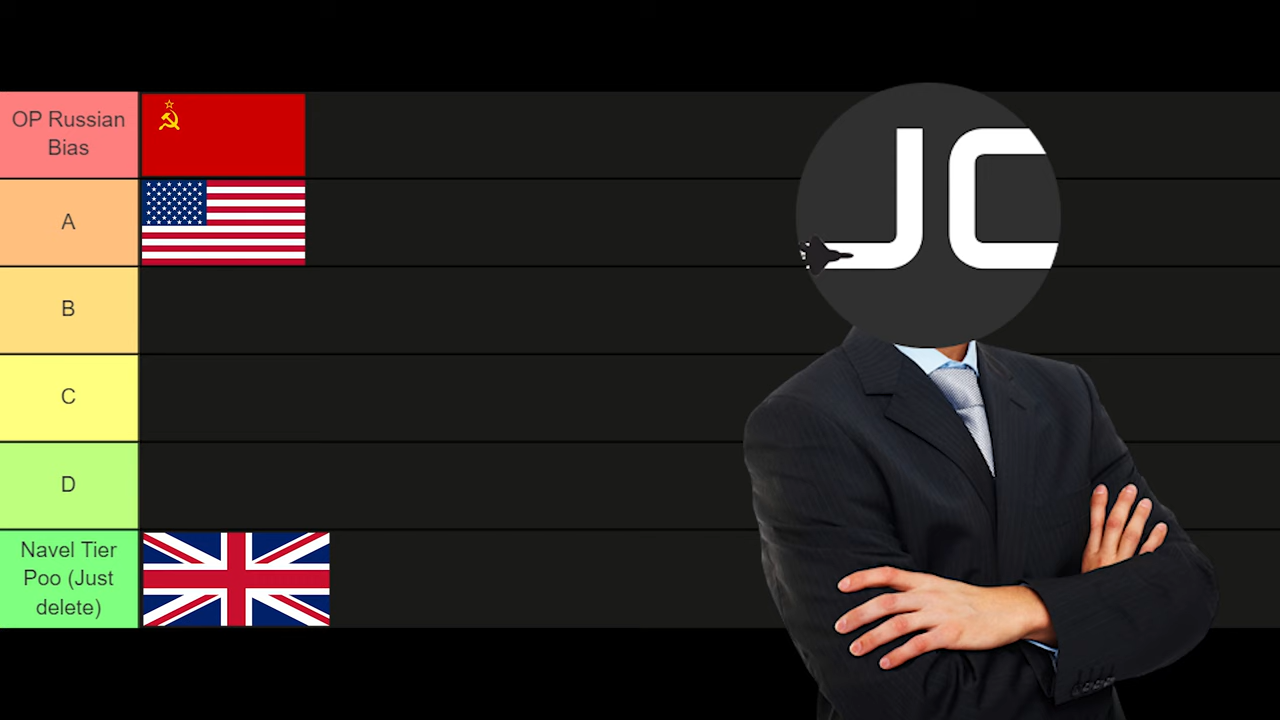 OP Russian
Bias
A
B
C
D
Navel Tier
Poo (Just
delete)
JC